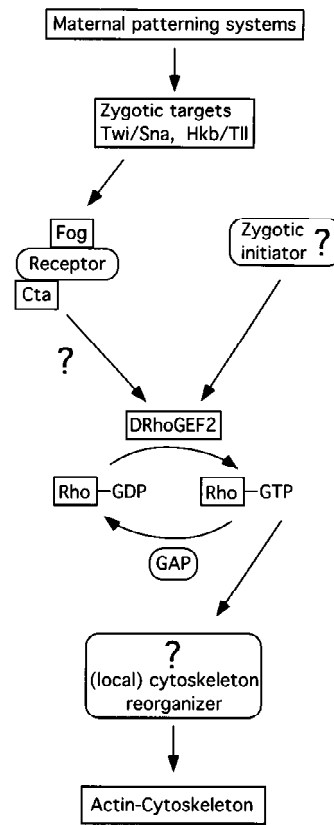 Maternal patterning systems
Zygotic targets
Twi/Sna, Hkb/Tll
Fog
Receptor
Cta
Zygotic
initiator ?
?
DRhoGEF2
Rho–GDP
Rho–GTP
GAP
?
(local) cytoskeleton
reorganizer
Actin-Cytoskeleton